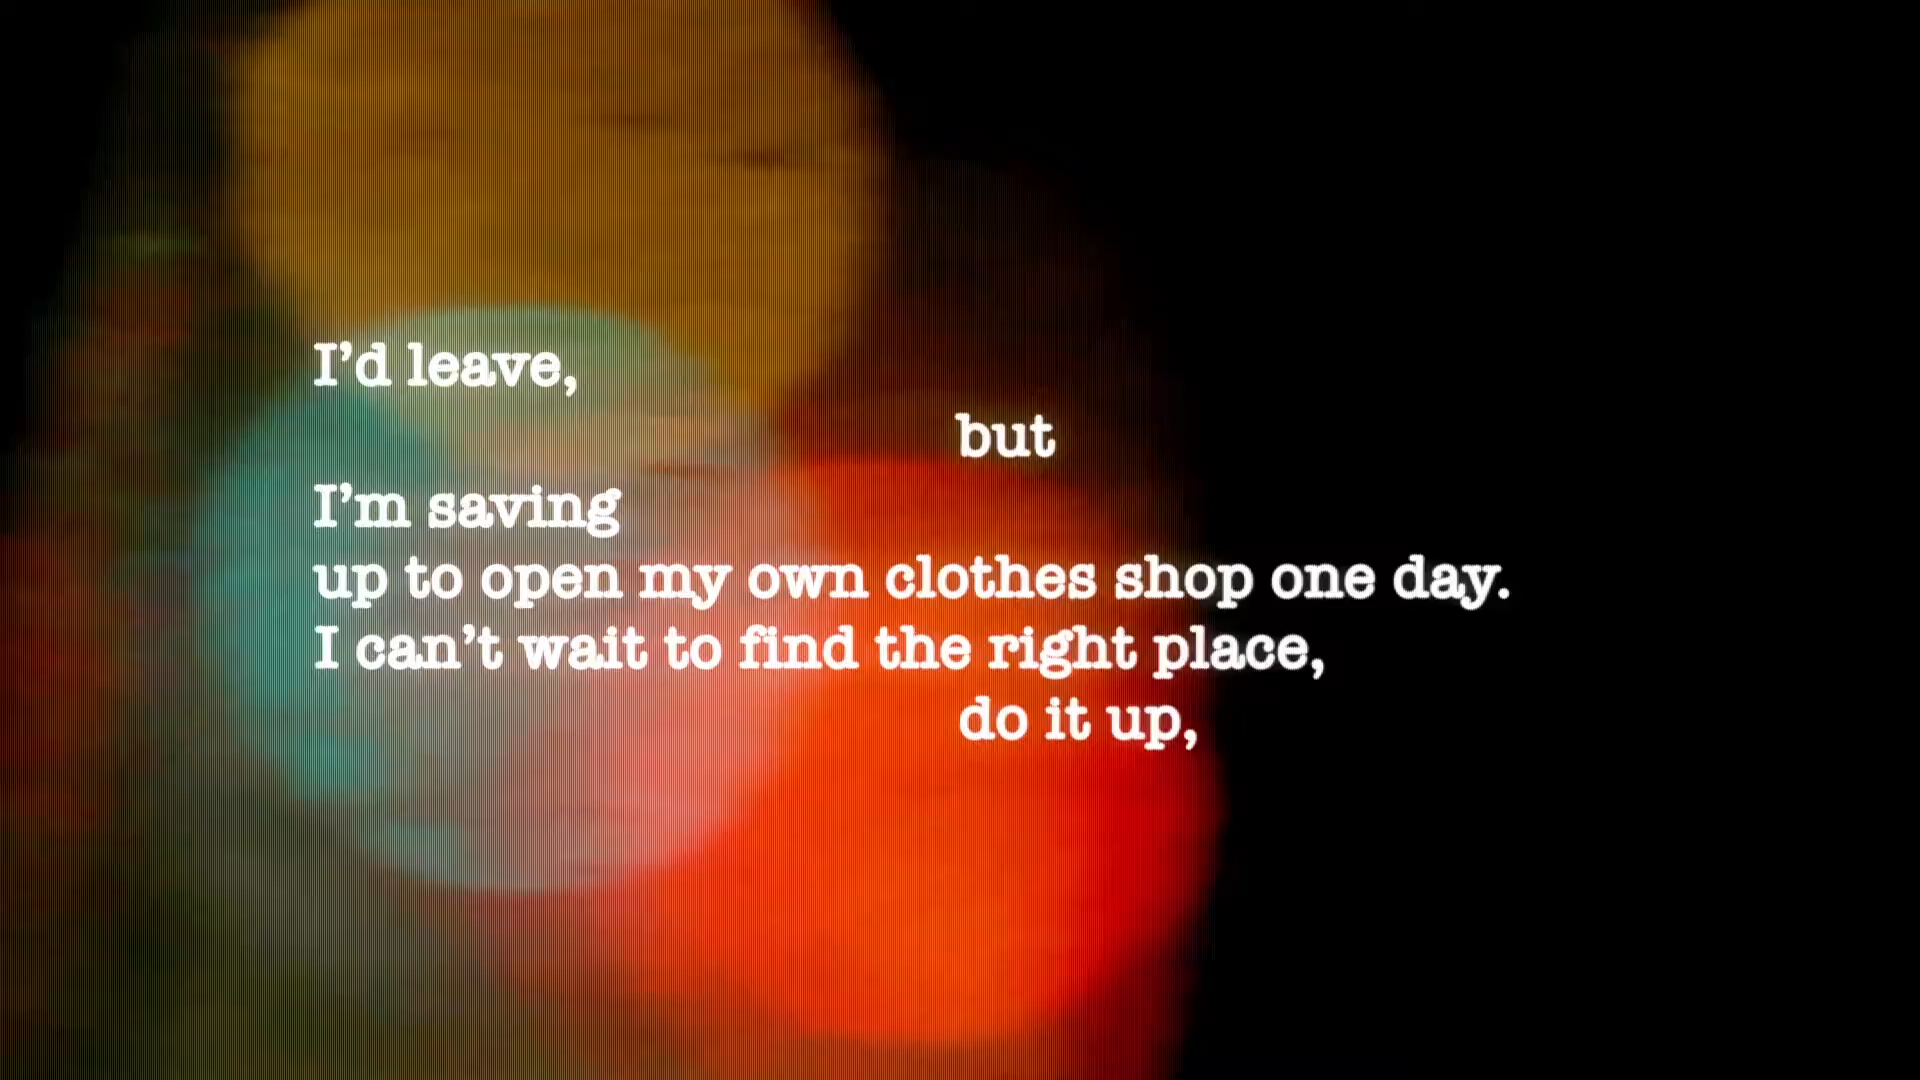 I’d leave,
but
I’m saving
up to open my own clothes shop one day.
I can’t wait to find the right place,
do it up,